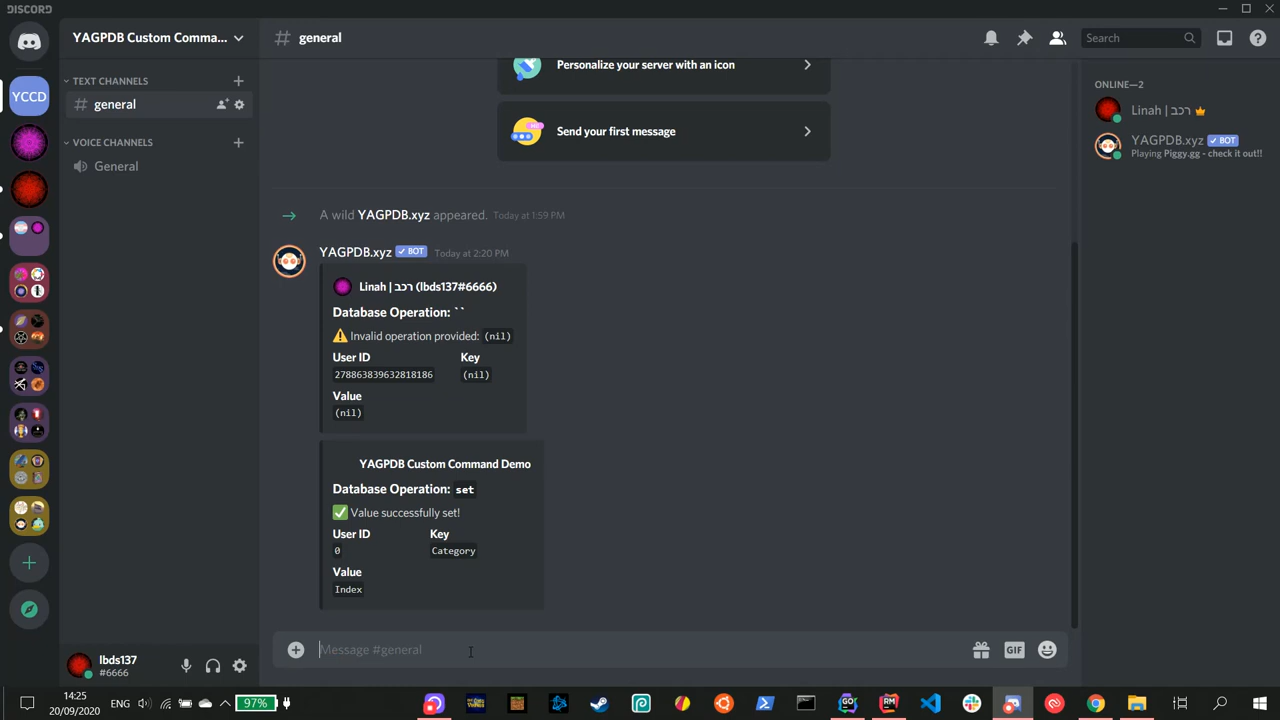 DISCORD
YAGPDB Custom Comma...
# general
Search
YCCD
TEXT CHANNELS
# general
VOICE CHANNELS
General
Personalize your server with an icon
Send your first message
A wild YAGPDB.xyz appeared. Today at 1:59 PM
YAGPDB.xyz ✓ BOT Today at 2:20 PM
Linah | רכב (lbds137#6666)
Database Operation: ``
⚠️ Invalid operation provided: (nil)
User ID Key
278863839632818186 (nil)
Value
(nil)
YAGPDB Custom Command Demo
Database Operation: set
✅ Value successfully set!
User ID Key
0 Category
Value
Index
Message #general
GIF
ONLINE—2
Linah | רכב
YAGPDB.xyz ✓ BOT
Playing Piggy.gg - check it out!!
lbds137
#6666
14:25
20/09/2020
ENG
97%